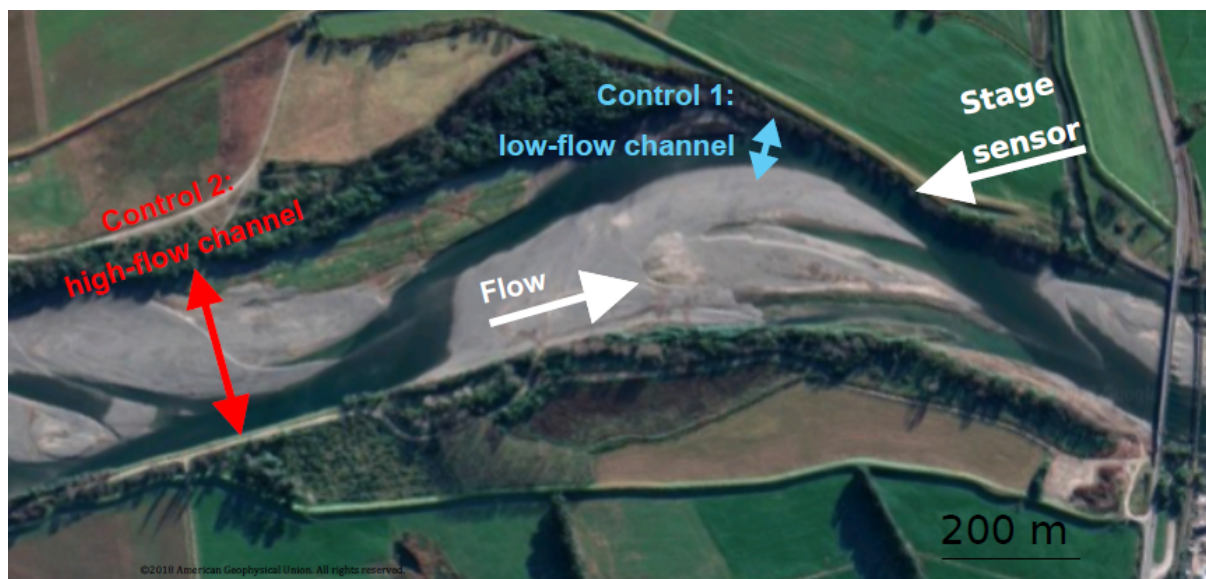 Control 1:
low-flow channel
Stage
sensor
Control 2:
high-flow channel
Flow
200 m
©2018 American Geophysical Union. All rights reserved.